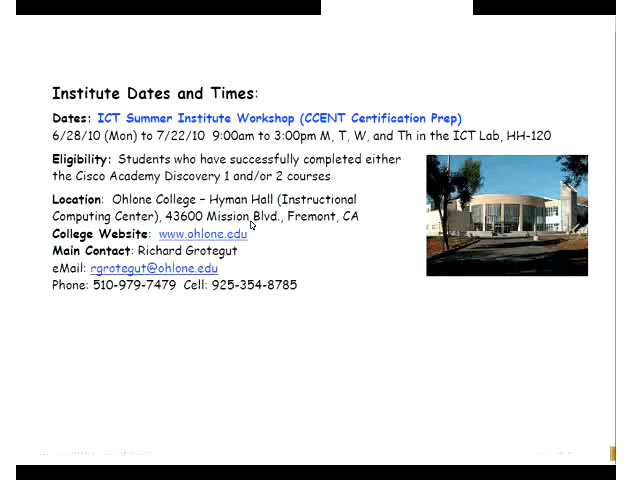 Institute Dates and Times:
Dates: ICT Summer Institute Workshop (CCENT Certification Prep)
6/28/10 (Mon) to 7/22/10 9:00am to 3:00pm M, T, W, and Th in the ICT Lab, HH-120
Eligibility: Students who have successfully completed either
the Cisco Academy Discovery 1 and/or 2 courses
Location: Ohlone College – Hyman Hall (Instructional
Computing Center), 43600 Mission Blvd., Fremont, CA
College Website: www.ohlone.edu
Main Contact: Richard Grotegut
eMail: rgrotegut@ohlone.edu
Phone: 510-979-7479 Cell: 925-354-8785